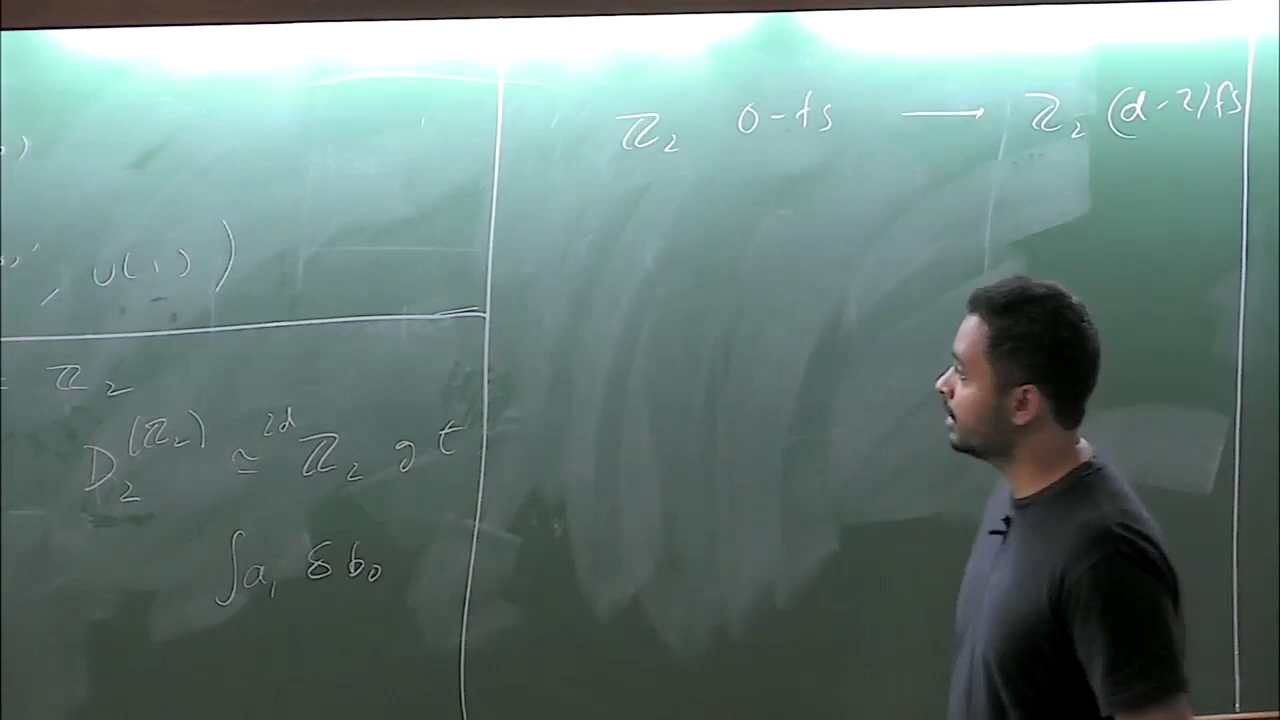 , U(1) )
= ℤ₂
D₂^(ℤ₂) ≃ 2d ℤ₂ g t
∫a₁ δ b₀
ℤ₂ 0-fs ⟶ ℤ₂ (d-2)fs